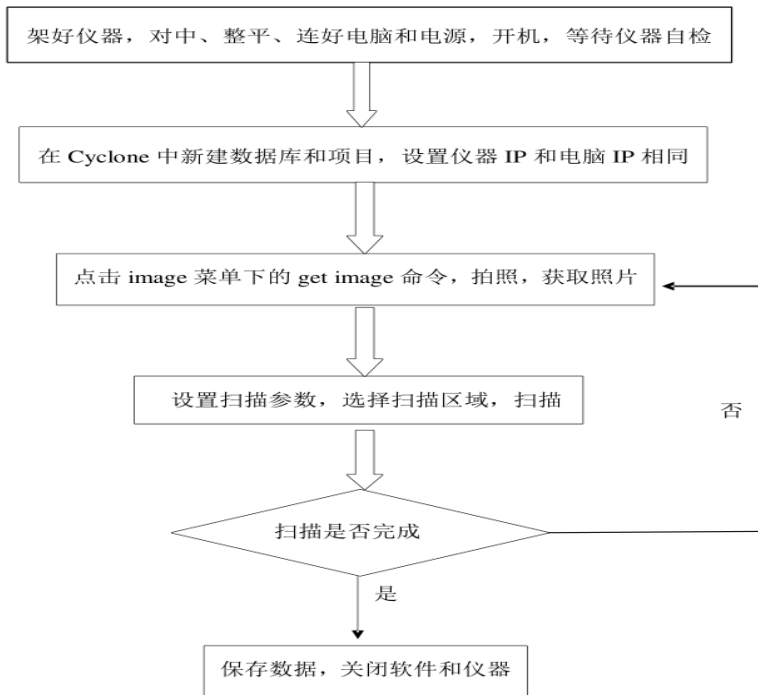 架好仪器，对中、整平、连好电脑和电源，开机，等待仪器自检
在 Cyclone 中新建数据库和项目，设置仪器 IP 和电脑 IP 相同
点击 image 菜单下的 get image 命令，拍照，获取照片
设置扫描参数，选择扫描区域，扫描
否
扫描是否完成
是
保存数据，关闭软件和仪器